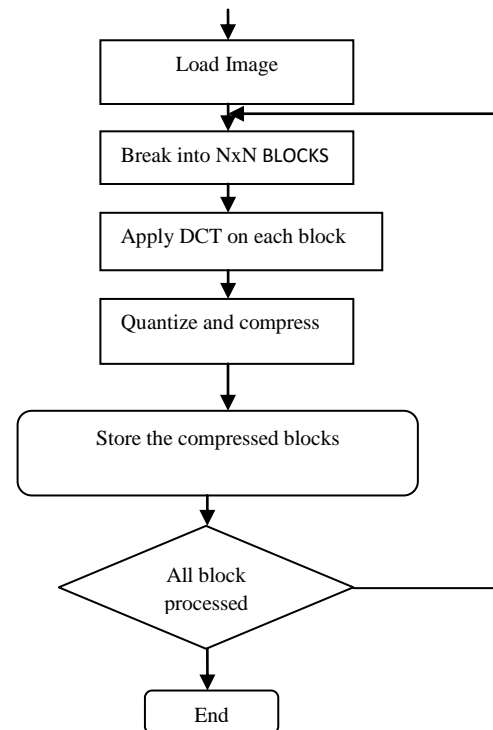 Load Image
Break into NxN BLOCKS
Apply DCT on each block
Quantize and compress
Store the compressed blocks
All block
processed
End